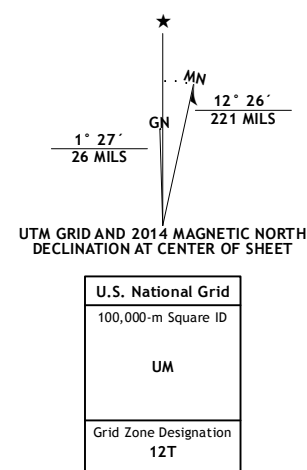 ★
MN
GN
12° 26´
221 MILS
1° 27´
26 MILS
UTM GRID AND 2014 MAGNETIC NORTH
DECLINATION AT CENTER OF SHEET
U.S. National Grid
100,000-m Square ID
UM
Grid Zone Designation
12T